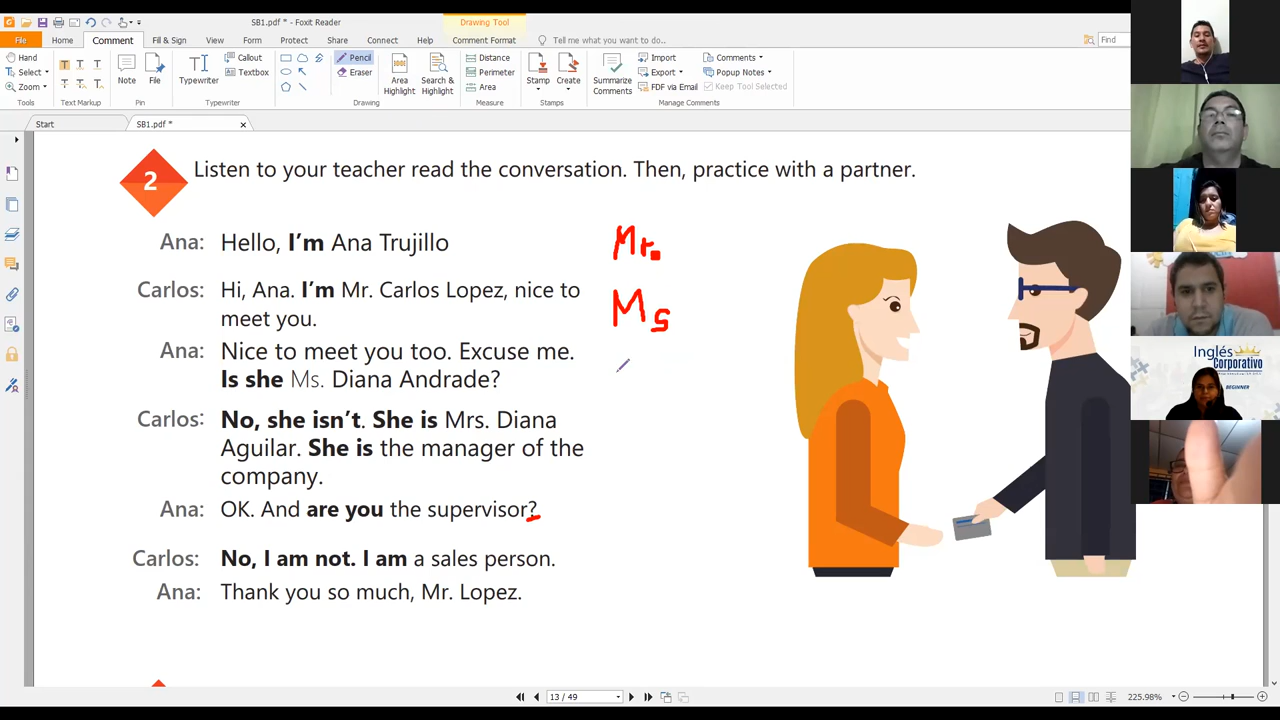 SB1.pdf * - Foxit Reader
Drawing Tool
File Home Comment Fill & Sign View Form Protect Share Connect Help Comment Format Tell me what you want to do...
Find
Hand
Select
Zoom
Tools
T T T
T T T
Text Markup
Note
File
Pin
Typewriter
Callout
Textbox
Typewriter
Pencil
Eraser
Drawing
Area Highlight
Search & Highlight
Distance
Perimeter
Area
Measure
Stamp
Create
Stamps
Summarize Comments
Import
Export
FDF via Email
Comments
Popup Notes
Keep Tool Selected
Manage Comments
Start
SB1.pdf *
2 Listen to your teacher read the conversation. Then, practice with a partner.
Ana: Hello, I'm Ana Trujillo
Carlos: Hi, Ana. I'm Mr. Carlos Lopez, nice to
meet you.
Ana: Nice to meet you too. Excuse me.
Is she Ms. Diana Andrade?
Carlos: No, she isn't. She is Mrs. Diana
Aguilar. She is the manager of the
company.
Ana: OK. And are you the supervisor?
Carlos: No, I am not. I am a sales person.
Ana: Thank you so much, Mr. Lopez.
Mr.
Ms
Inglés
Corporativo
BEGINNER
13 / 49
225.98%